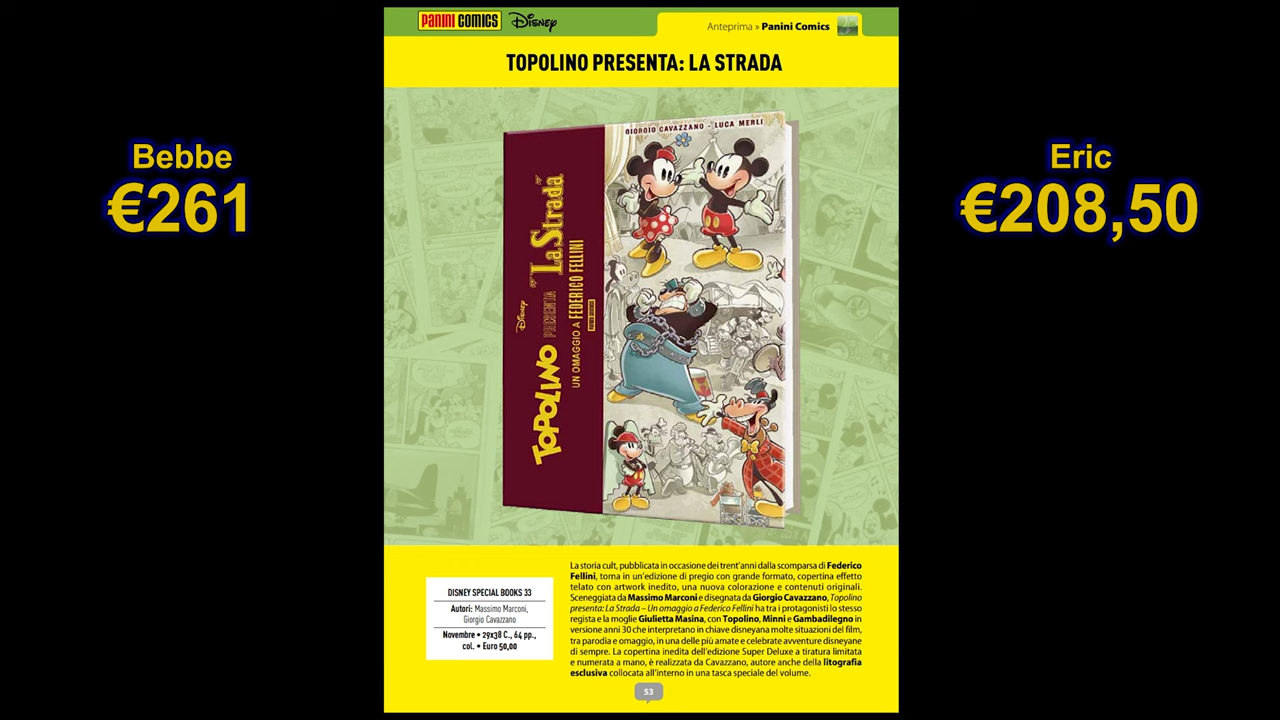 PANINI COMICS Disney
Anteprima » Panini Comics
TOPOLINO PRESENTA: LA STRADA
Bebbe
€261
Eric
€208,50
GIORGIO CAVAZZANO – LUCA MERLI
Disney
TOPOLINO PRESENTA "La Strada"
UN OMAGGIO A FEDERICO FELLINI
DISNEY SPECIAL BOOKS 33
Autori: Massimo Marconi,
Giorgio Cavazzano
Novembre • 29x38 C., 64 pp.,
col. • Euro 50,00
La storia cult, pubblicata in occasione dei trent'anni dalla scomparsa di Federico
Fellini, torna in un'edizione di pregio con grande formato, copertina effetto
telato con artwork inedito, una nuova colorazione e contenuti originali.
Sceneggiata da Massimo Marconi e disegnata da Giorgio Cavazzano, Topolino
presenta: La Strada – Un omaggio a Federico Fellini ha tra i protagonisti lo stesso
regista e la moglie Giulietta Masina, con Topolino, Minni e Gambadilegno in
versione anni 30 che interpretano in chiave disneyana molte situazioni del film,
tra parodia e omaggio, in una delle più amate e celebrate avventure disneyane
di sempre. La copertina inedita dell'edizione Super Deluxe a tiratura limitata
e numerata a mano, è realizzata da Cavazzano, autore anche della litografia
esclusiva collocata all'interno in una tasca speciale del volume.
53